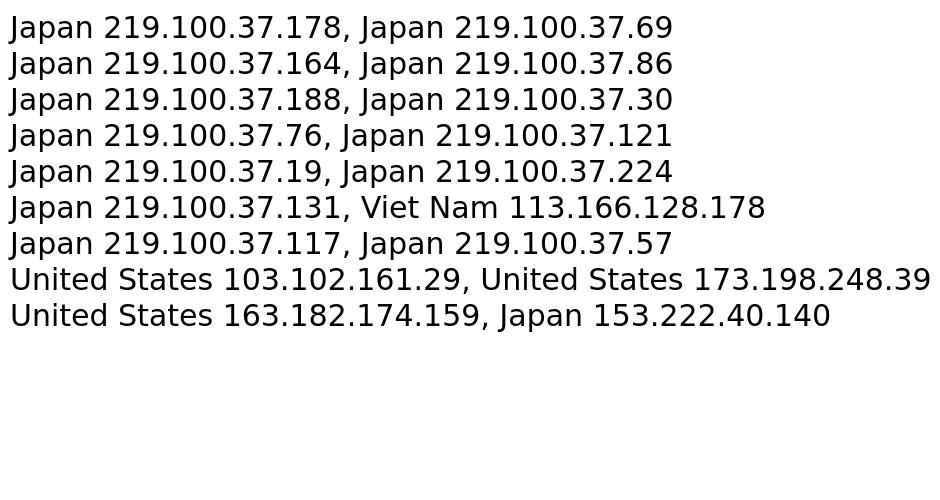 Japan 219.100.37.178, Japan 219.100.37.69
Japan 219.100.37.164, Japan 219.100.37.86
Japan 219.100.37.188, Japan 219.100.37.30
Japan 219.100.37.76, Japan 219.100.37.121
Japan 219.100.37.19, Japan 219.100.37.224
Japan 219.100.37.131, Viet Nam 113.166.128.178
Japan 219.100.37.117, Japan 219.100.37.57
United States 103.102.161.29, United States 173.198.248.39
United States 163.182.174.159, Japan 153.222.40.140